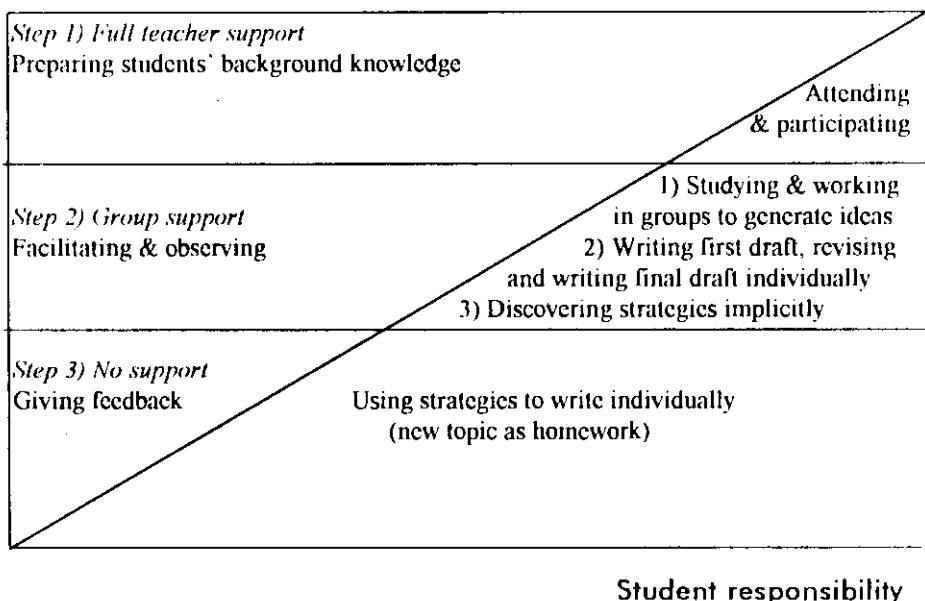 Step 1) Full teacher support
Preparing students' background knowledge
Attending
& participating
Step 2) Group support
Facilitating & observing
1) Studying & working
in groups to generate ideas
2) Writing first draft, revising
and writing final draft individually
3) Discovering strategies implicitly
Step 3) No support
Giving feedback
Using strategies to write individually
(new topic as homework)
Student responsibility